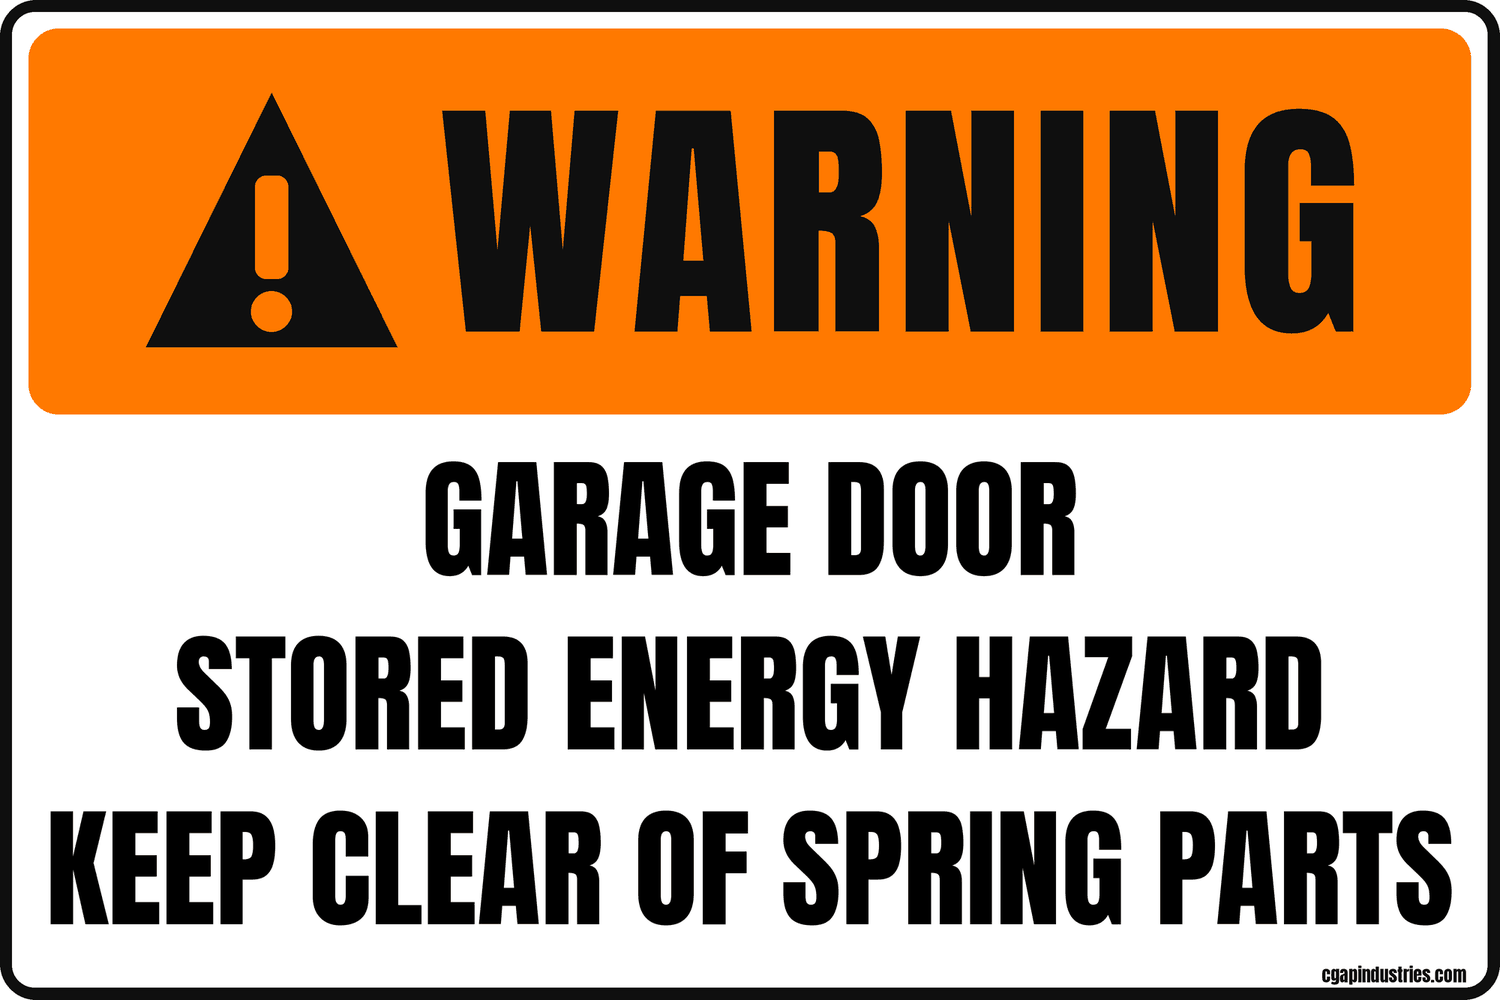 WARNING
GARAGE DOOR
STORED ENERGY HAZARD
KEEP CLEAR OF SPRING PARTS
cgapindustries.com